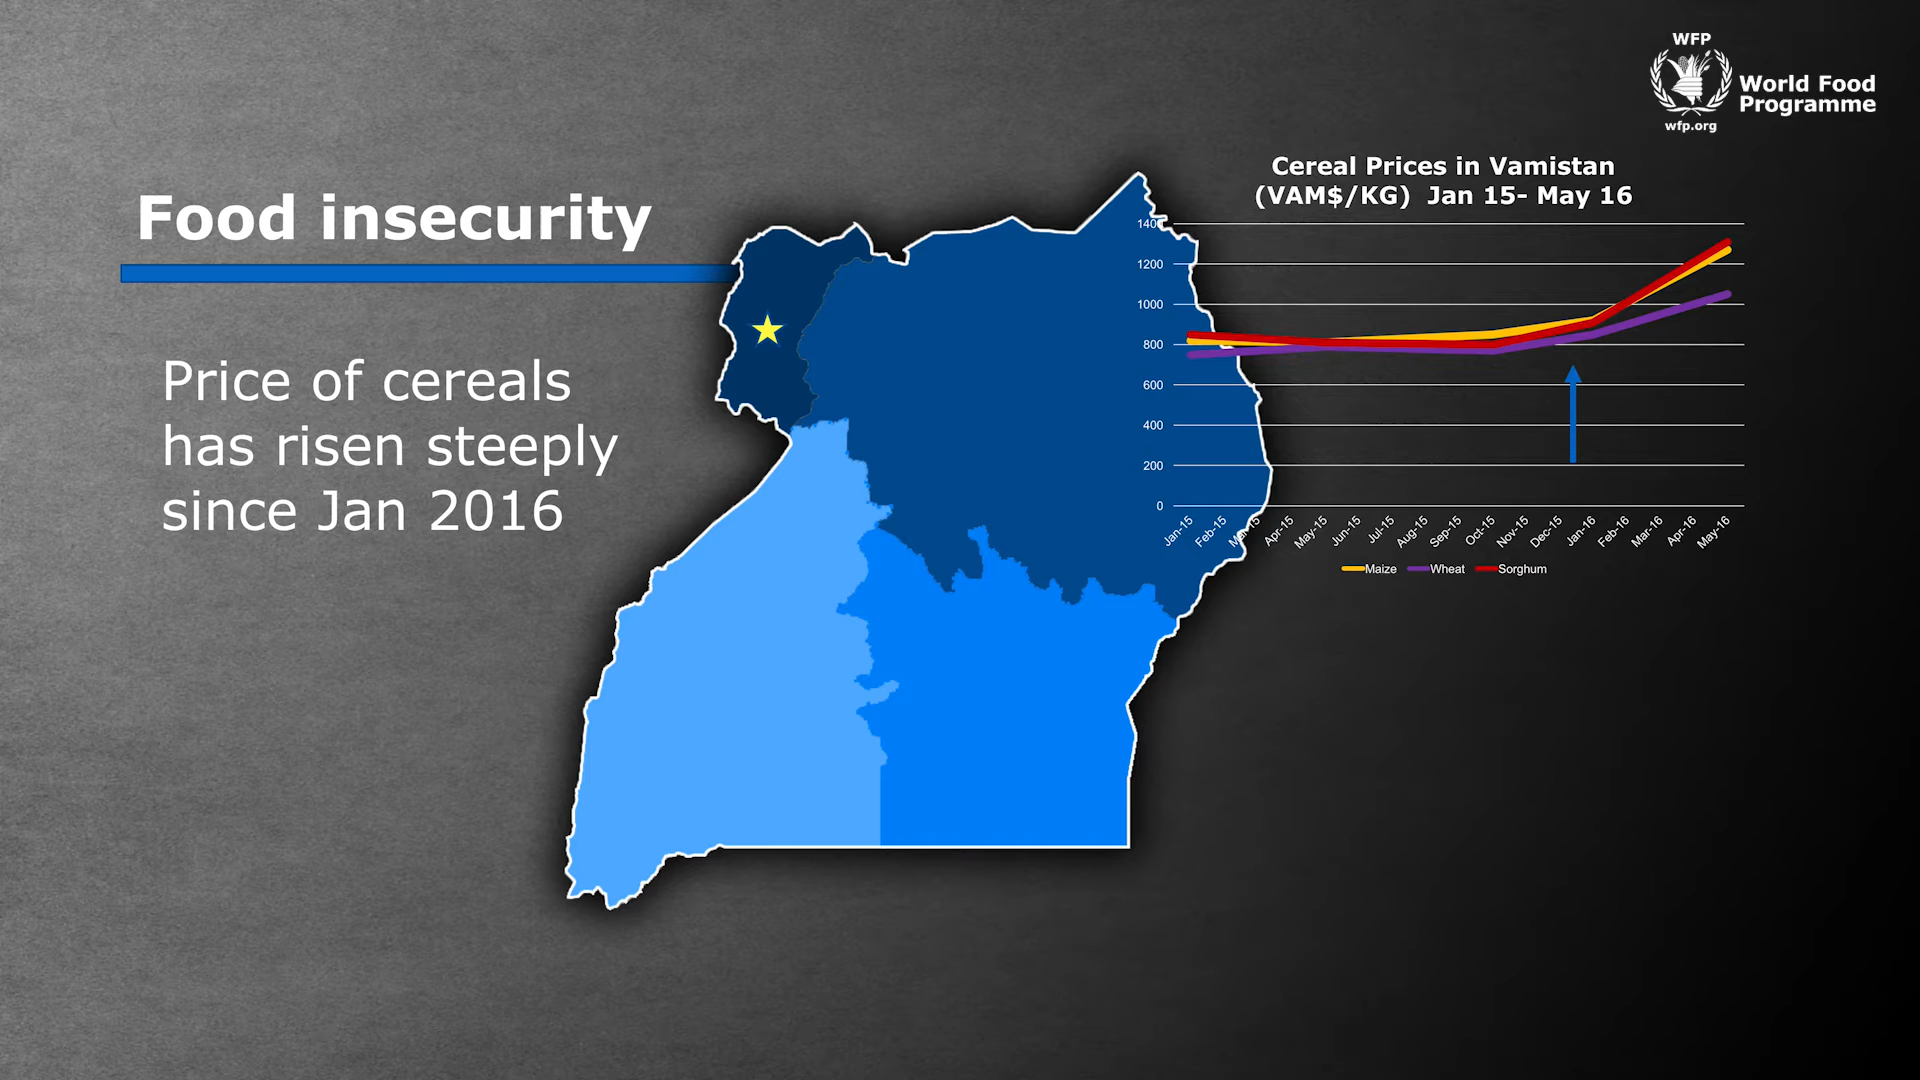 WFP
World Food
Programme
wfp.org
Food insecurity
Price of cereals
has risen steeply
since Jan 2016
Cereal Prices in Vamistan
(VAM$/KG) Jan 15- May 16
1400
1200
1000
800
600
400
200
0
Jan-15
Feb-15
Mar-15
Apr-15
May-15
Jun-15
Jul-15
Aug-15
Sep-15
Oct-15
Nov-15
Dec-15
Jan-16
Feb-16
Mar-16
Apr-16
May-16
Maize
Wheat
Sorghum